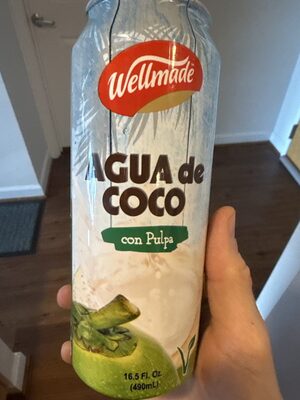 Wellmade
AGUA de
COCO
con Pulpa
16.5 Fl. Oz.
(490mL)